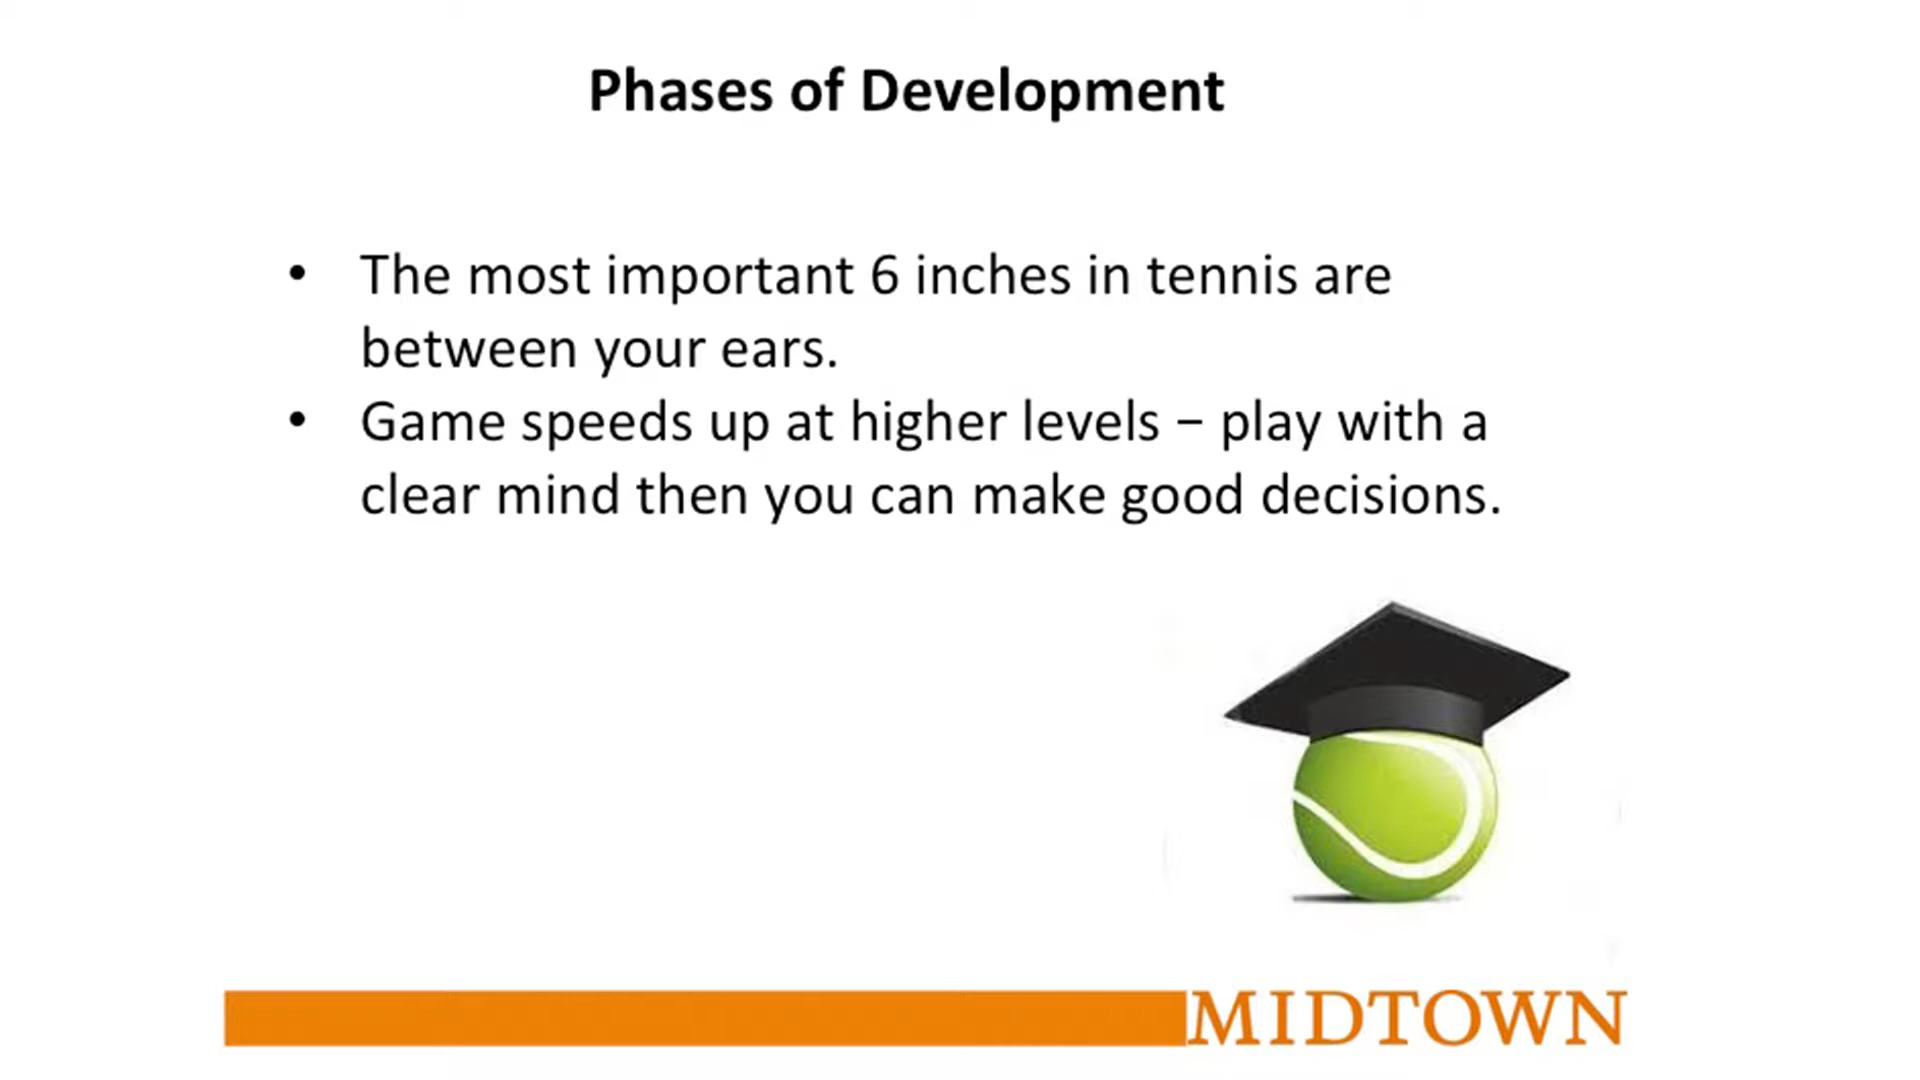 Phases of Development
• The most important 6 inches in tennis are
between your ears.
• Game speeds up at higher levels – play with a
clear mind then you can make good decisions.
MIDTOWN